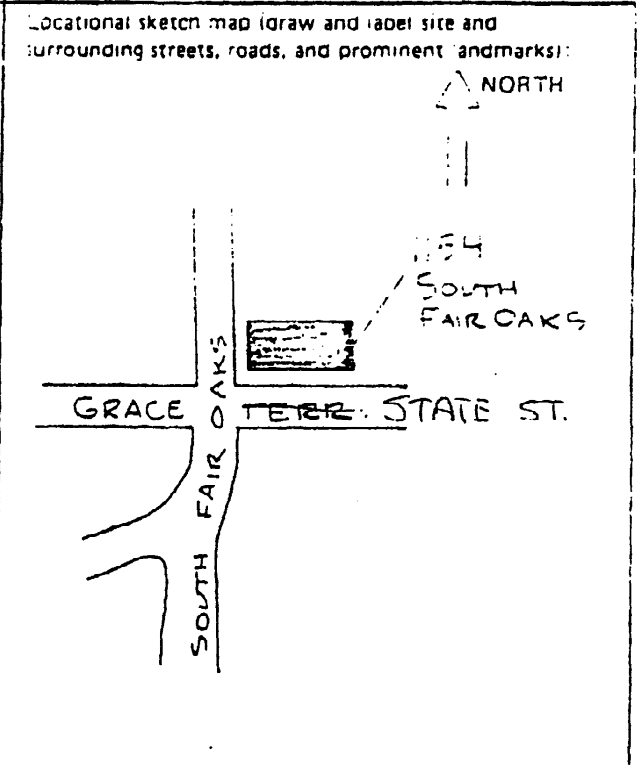 Locational sketch map (draw and label site and
surrounding streets, roads, and prominent landmarks):
NORTH
SOUTH
FAIR OAKS
GRACE TERR. STATE ST.
SOUTH FAIR OAKS